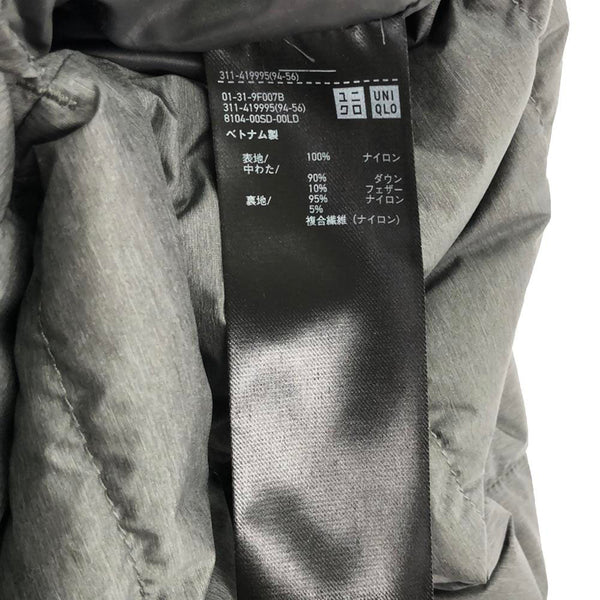 311-419995(94-56)
01-31-9F007B
311-419995(94-56)
8104-00SD-00LD
ユニクロ UNIQLO
ベトナム製
表地/ 100% ナイロン
中わた/
90% ダウン
10% フェザー
裏地/ 95% ナイロン
5%
複合繊維(ナイロン)